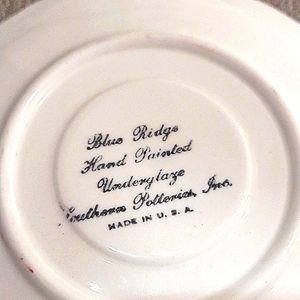 Blue Ridge
Hand Painted
Underglaze
Southern Potteries, Inc.
MADE IN U.S.A.